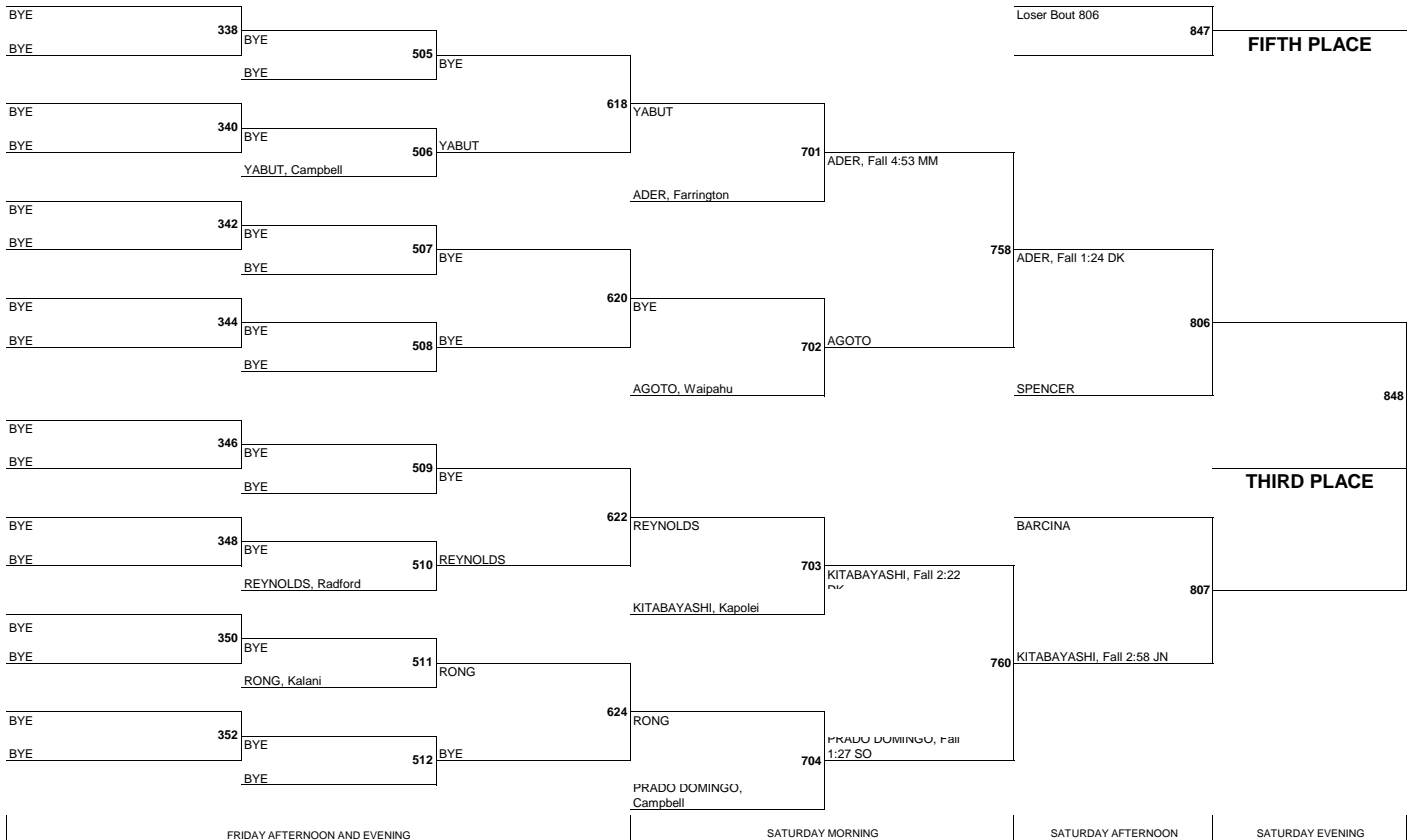 BYE
338
BYE
BYE
505
BYE
BYE
BYE
340
BYE
BYE
506
YABUT, Campbell
YABUT
618
YABUT
701
ADER, Farrington
ADER, Fall 4:53 MM
BYE
342
BYE
BYE
507
BYE
BYE
BYE
344
BYE
BYE
508
BYE
BYE
620
BYE
702
AGOTO, Waipahu
AGOTO
758
ADER, Fall 1:24 DK
806
SPENCER
BYE
346
BYE
BYE
509
BYE
BYE
BYE
348
BYE
BYE
510
REYNOLDS, Radford
REYNOLDS
622
REYNOLDS
703
KITABAYASHI, Kapolei
KITABAYASHI, Fall 2:22
DK
BYE
350
BYE
BYE
511
RONG, Kalani
RONG
BYE
352
BYE
BYE
512
BYE
BYE
624
RONG
704
PRADO DOMINGO,
Campbell
PRADO DOMINGO, Fall
1:27 SO
760
KITABAYASHI, Fall 2:58 JN
BARCINA
807
848
THIRD PLACE
Loser Bout 806
847
FIFTH PLACE
FRIDAY AFTERNOON AND EVENING
SATURDAY MORNING
SATURDAY AFTERNOON
SATURDAY EVENING